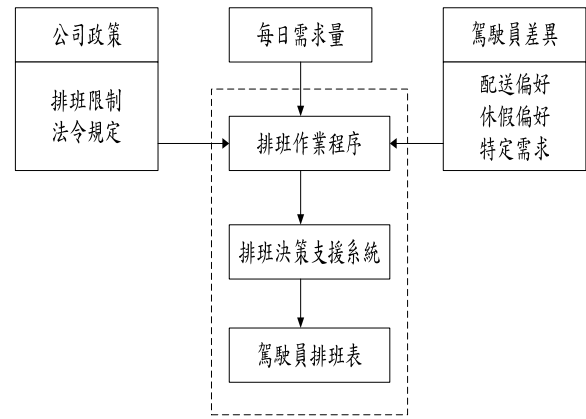 公司政策
排班限制
法令規定
每日需求量
駕駛員差異
配送偏好
休假偏好
特定需求
排班作業程序
排班決策支援系統
駕駛員排班表